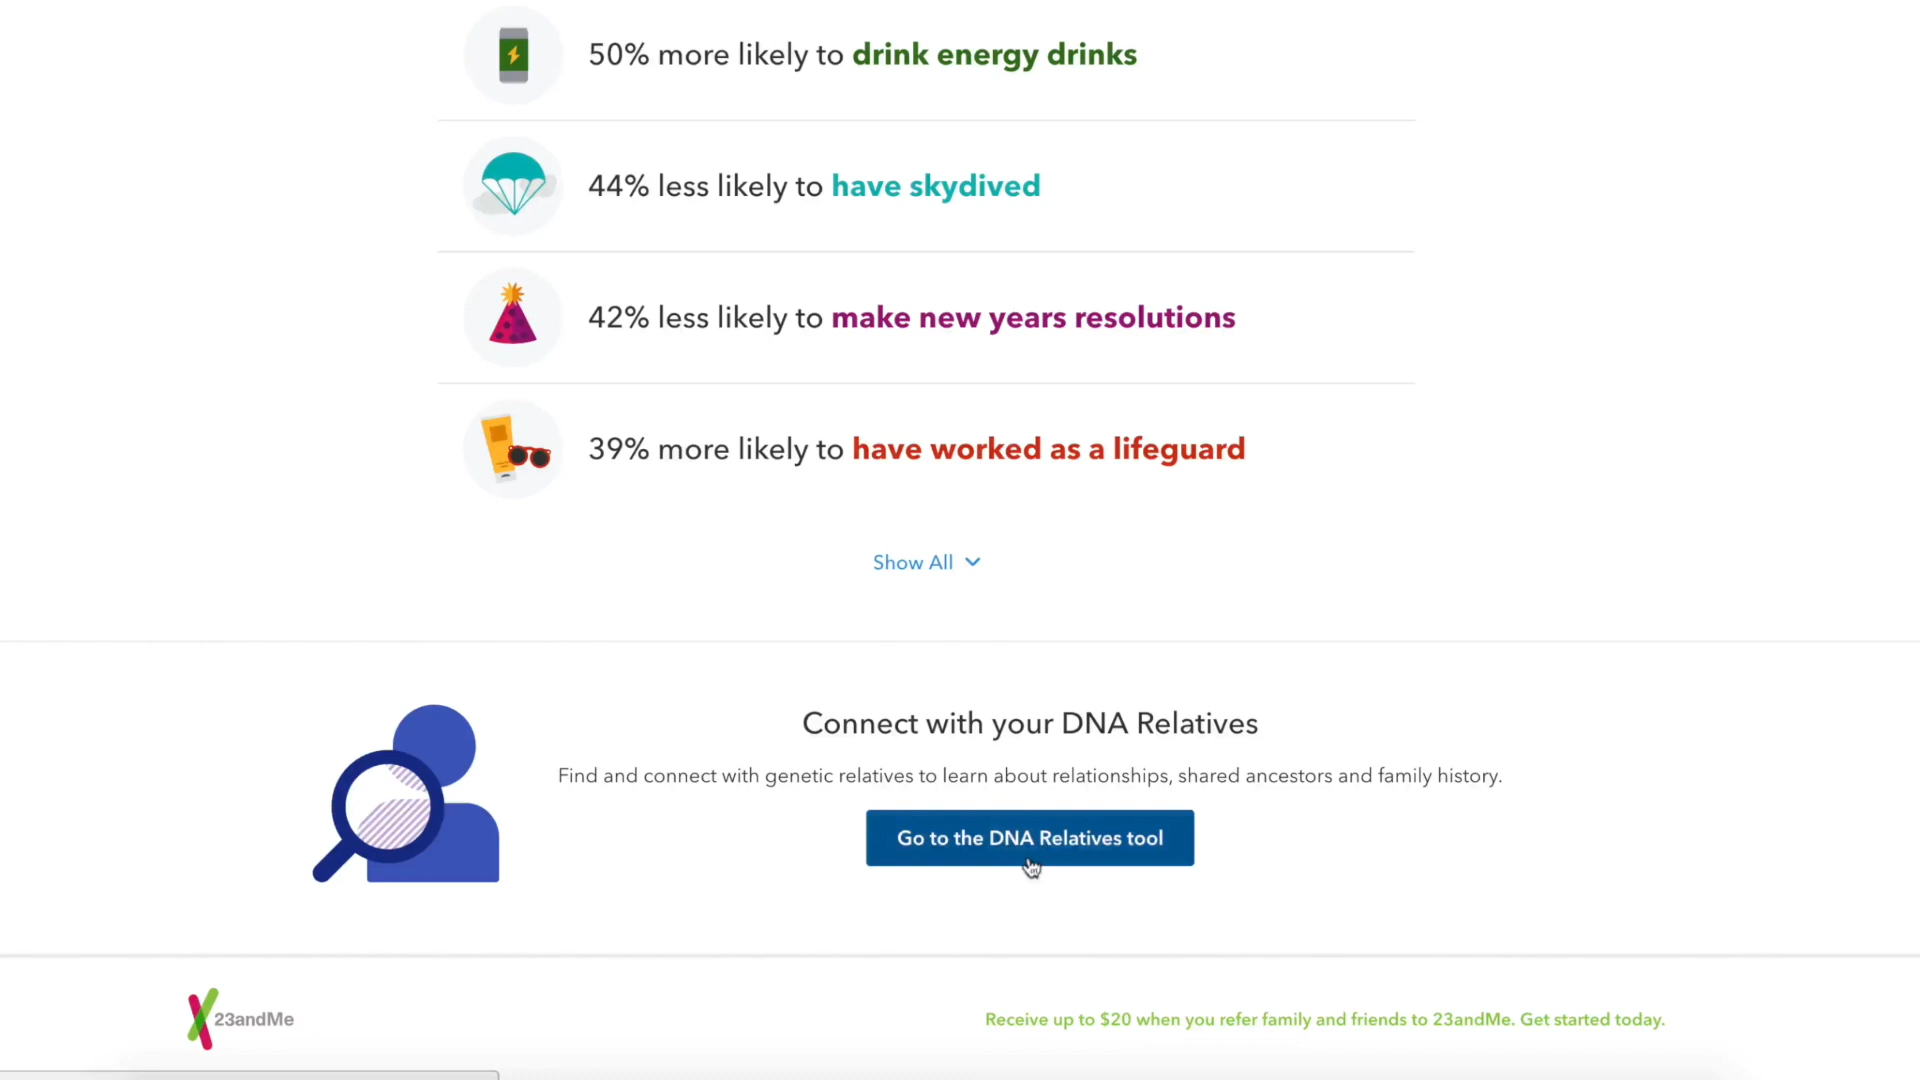 50% more likely to drink energy drinks
44% less likely to have skydived
42% less likely to make new years resolutions
39% more likely to have worked as a lifeguard
Show All
Connect with your DNA Relatives
Find and connect with genetic relatives to learn about relationships, shared ancestors and family history.
Go to the DNA Relatives tool
23andMe
Receive up to $20 when you refer family and friends to 23andMe. Get started today.